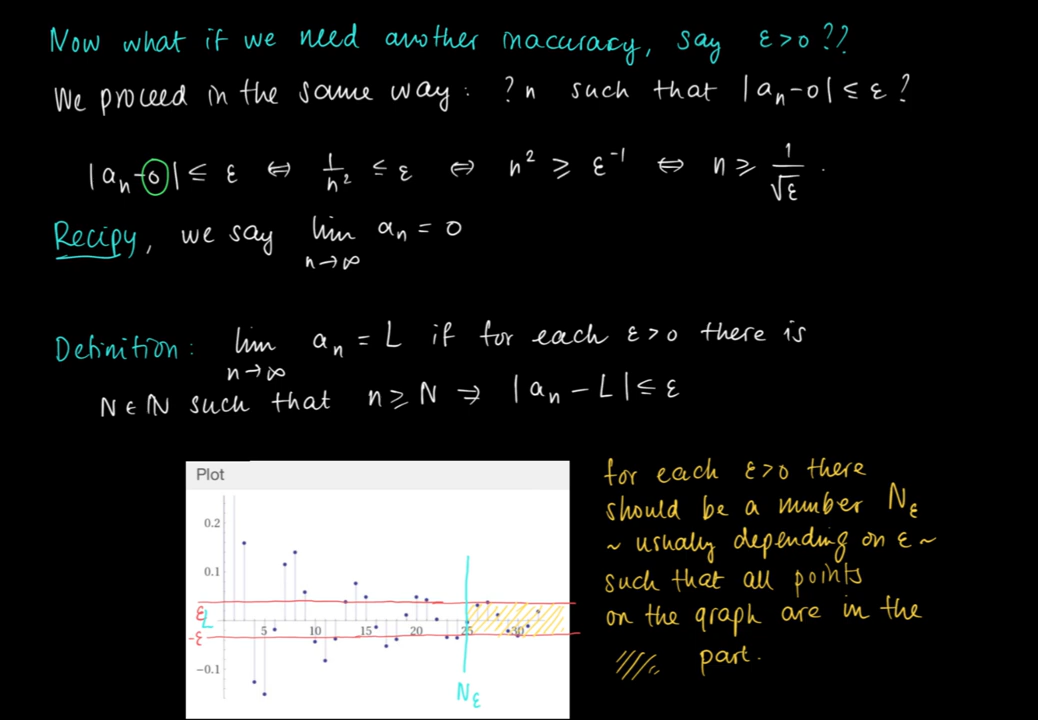 Now what if we need another inaccuracy, say ε>0??
We proceed in the same way: ?n such that |aₙ-0| ≤ ε?
|aₙ-0| ≤ ε ⇔ 1/n² ≤ ε ⇔ n² ≥ ε⁻¹ ⇔ n ≥ 1/√ε.
Recipy, we say lim aₙ = 0
n→∞
Definition: lim aₙ = L if for each ε>0 there is
n→∞
N∈ℕ such that n≥N ⇒ |aₙ-L| ≤ ε
Plot
0.2
0.1
ε
L
-ε
5 10 15 20 25 30
-0.1
Nε
for each ε>0 there
should be a number Nε
~ usually depending on ε ~
such that all points
on the graph are in the
part.